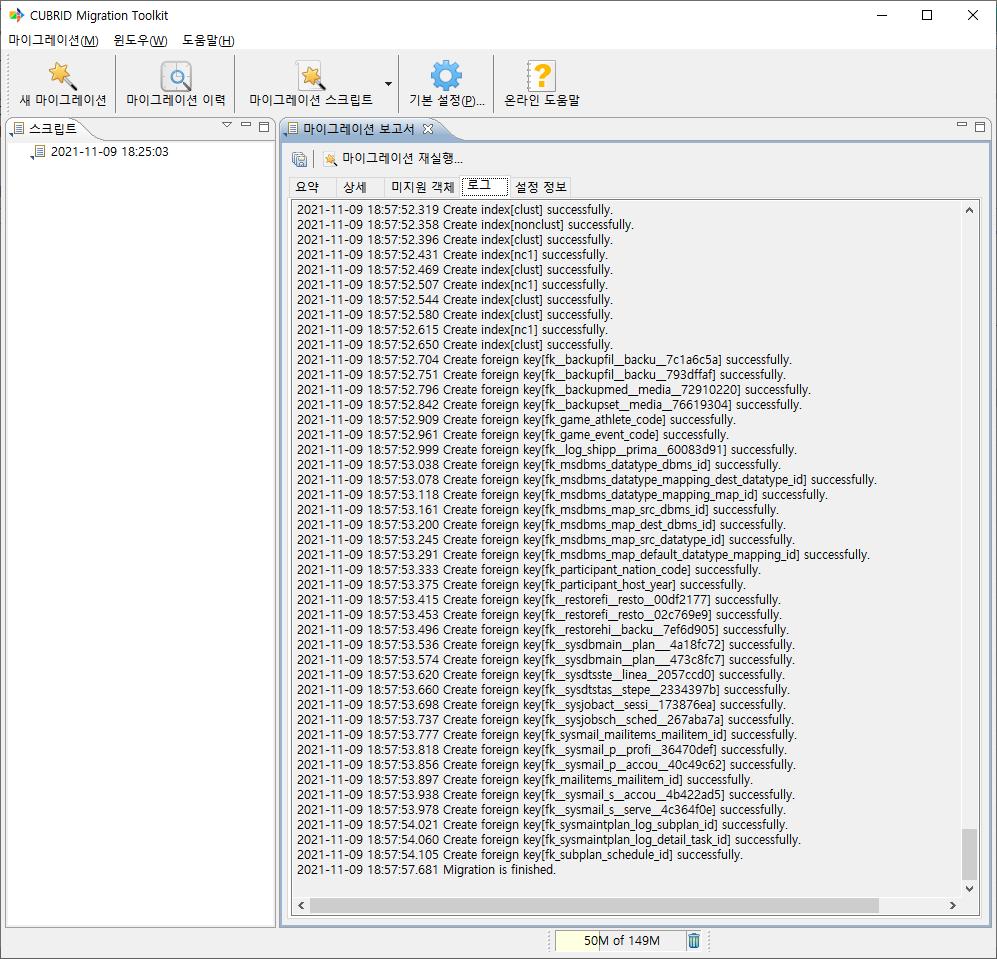 CUBRID Migration Toolkit
마이그레이션(M) 윈도우(W) 도움말(H)
새 마이그레이션 마이그레이션 이력 마이그레이션 스크립트 기본 설정(P)... 온라인 도움말
스크립트
2021-11-09 18:25:03
마이그레이션 보고서
마이그레이션 재실행...
요약 상세 미지원 객체 로그 설정 정보
2021-11-09 18:57:52.319 Create index[clust] successfully.
2021-11-09 18:57:52.358 Create index[nonclust] successfully.
2021-11-09 18:57:52.396 Create index[clust] successfully.
2021-11-09 18:57:52.431 Create index[nc1] successfully.
2021-11-09 18:57:52.469 Create index[clust] successfully.
2021-11-09 18:57:52.507 Create index[nc1] successfully.
2021-11-09 18:57:52.544 Create index[clust] successfully.
2021-11-09 18:57:52.580 Create index[clust] successfully.
2021-11-09 18:57:52.615 Create index[nc1] successfully.
2021-11-09 18:57:52.650 Create index[clust] successfully.
2021-11-09 18:57:52.704 Create foreign key[fk__backupfil__backu__7c1a6c5a] successfully.
2021-11-09 18:57:52.751 Create foreign key[fk__backupfil__backu__793dffaf] successfully.
2021-11-09 18:57:52.796 Create foreign key[fk__backupmed__media__72910220] successfully.
2021-11-09 18:57:52.842 Create foreign key[fk__backupset__media__76619304] successfully.
2021-11-09 18:57:52.909 Create foreign key[fk_game_athlete_code] successfully.
2021-11-09 18:57:52.961 Create foreign key[fk_game_event_code] successfully.
2021-11-09 18:57:52.999 Create foreign key[fk__log_shipp__prima__60083d91] successfully.
2021-11-09 18:57:53.038 Create foreign key[fk_msdbms_datatype_dbms_id] successfully.
2021-11-09 18:57:53.078 Create foreign key[fk_msdbms_datatype_mapping_dest_datatype_id] successfully.
2021-11-09 18:57:53.118 Create foreign key[fk_msdbms_datatype_mapping_map_id] successfully.
2021-11-09 18:57:53.161 Create foreign key[fk_msdbms_map_src_dbms_id] successfully.
2021-11-09 18:57:53.200 Create foreign key[fk_msdbms_map_dest_dbms_id] successfully.
2021-11-09 18:57:53.245 Create foreign key[fk_msdbms_map_src_datatype_id] successfully.
2021-11-09 18:57:53.291 Create foreign key[fk_msdbms_map_default_datatype_mapping_id] successfully.
2021-11-09 18:57:53.333 Create foreign key[fk_participant_nation_code] successfully.
2021-11-09 18:57:53.375 Create foreign key[fk_participant_host_year] successfully.
2021-11-09 18:57:53.415 Create foreign key[fk__restorefi__resto__00df2177] successfully.
2021-11-09 18:57:53.453 Create foreign key[fk__restorefi__resto__02c769e9] successfully.
2021-11-09 18:57:53.496 Create foreign key[fk__restorehi__backu__7ef6d905] successfully.
2021-11-09 18:57:53.536 Create foreign key[fk__sysdbmain__plan___4a18fc72] successfully.
2021-11-09 18:57:53.574 Create foreign key[fk__sysdbmain__plan___473c8fc7] successfully.
2021-11-09 18:57:53.620 Create foreign key[fk__sysdtsste__linea__2057ccd0] successfully.
2021-11-09 18:57:53.660 Create foreign key[fk__sysdtstas__stepe__2334397b] successfully.
2021-11-09 18:57:53.698 Create foreign key[fk__sysjobact__sessi__173876ea] successfully.
2021-11-09 18:57:53.737 Create foreign key[fk__sysjobsch__sched__267aba7a] successfully.
2021-11-09 18:57:53.777 Create foreign key[fk_sysmail_mailitems_mailitem_id] successfully.
2021-11-09 18:57:53.818 Create foreign key[fk__sysmail_p__profi__36470def] successfully.
2021-11-09 18:57:53.856 Create foreign key[fk__sysmail_p__accou__40c49c62] successfully.
2021-11-09 18:57:53.897 Create foreign key[fk_mailitems_mailitem_id] successfully.
2021-11-09 18:57:53.938 Create foreign key[fk__sysmail_s__accou__4b422ad5] successfully.
2021-11-09 18:57:53.978 Create foreign key[fk__sysmail_s__serve__4c364f0e] successfully.
2021-11-09 18:57:54.021 Create foreign key[fk_sysmaintplan_log_subplan_id] successfully.
2021-11-09 18:57:54.060 Create foreign key[fk_sysmaintplan_log_detail_task_id] successfully.
2021-11-09 18:57:54.105 Create foreign key[fk_subplan_schedule_id] successfully.
2021-11-09 18:57:57.681 Migration is finished.
50M of 149M